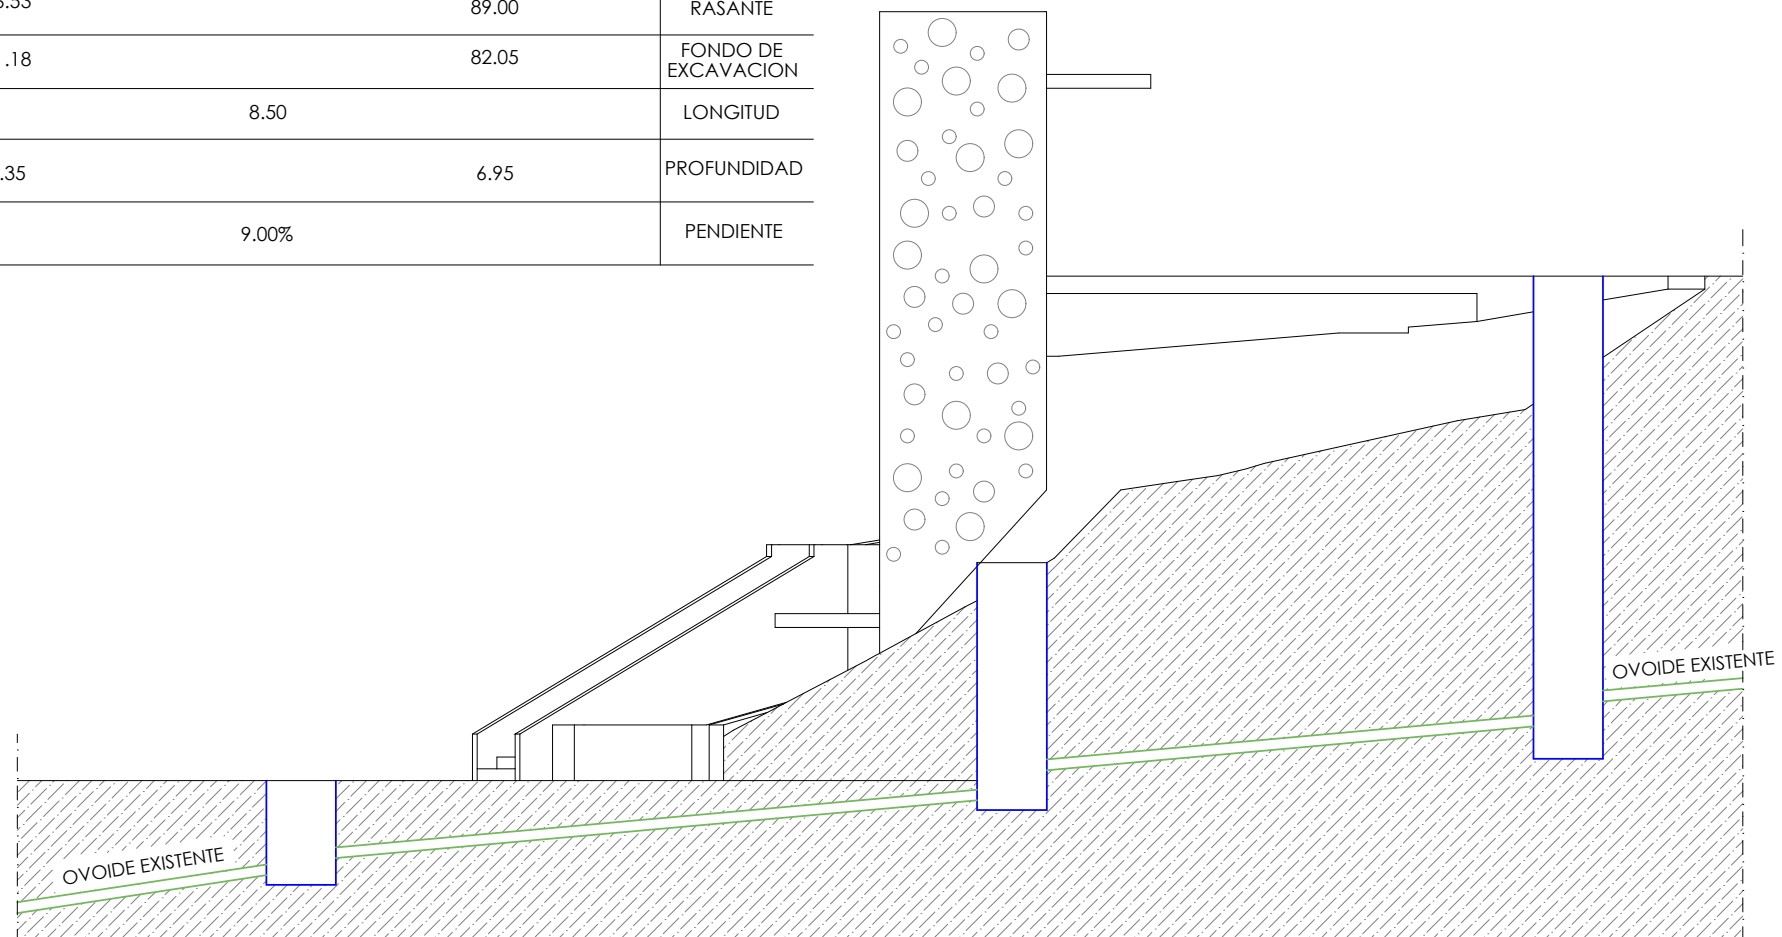 89.00 RASANTE
.18 82.05 FONDO DE
EXCAVACION
8.50 LONGITUD
.35 6.95 PROFUNDIDAD
9.00% PENDIENTE
OVOIDE EXISTENTE
OVOIDE EXISTENTE